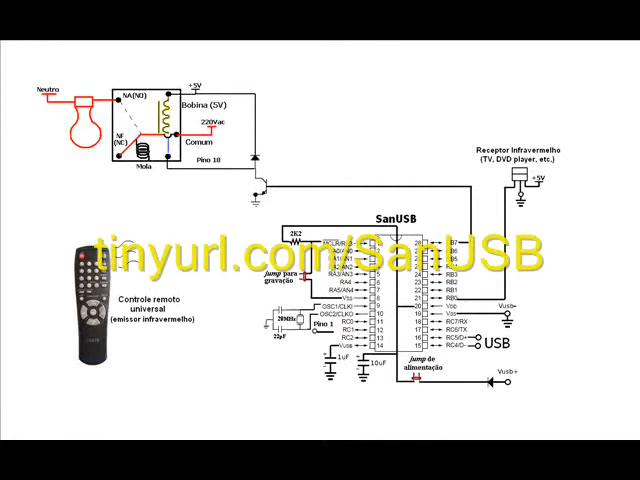 Neutro
NA(NO)
+5V
Bobina (5V)
220Vac
NF
(NC)
Comum
Mola
Pino 18
Receptor Infravermelho
(TV, DVD player, etc.)
+5V
SanUSB
2K2
tinyurl.com/SanUSB
jump para
gravação
RA3/AN3
RA4
RA5/AN4
Vss
OSC1/CLKI
OSC2/CLKO
RC0
RC1
RC2
Vusb
20MHz
22pF
Pino 1
1uF
10uF
RB3
RB2
RB1
RB0
Vdd
Vss
RC7/RX
RC6/TX
RC5/D+
RC4/D-
Vusb-
USB
jump de
alimentação
Vusb+
Controle remoto
universal
(emissor infravermelho)